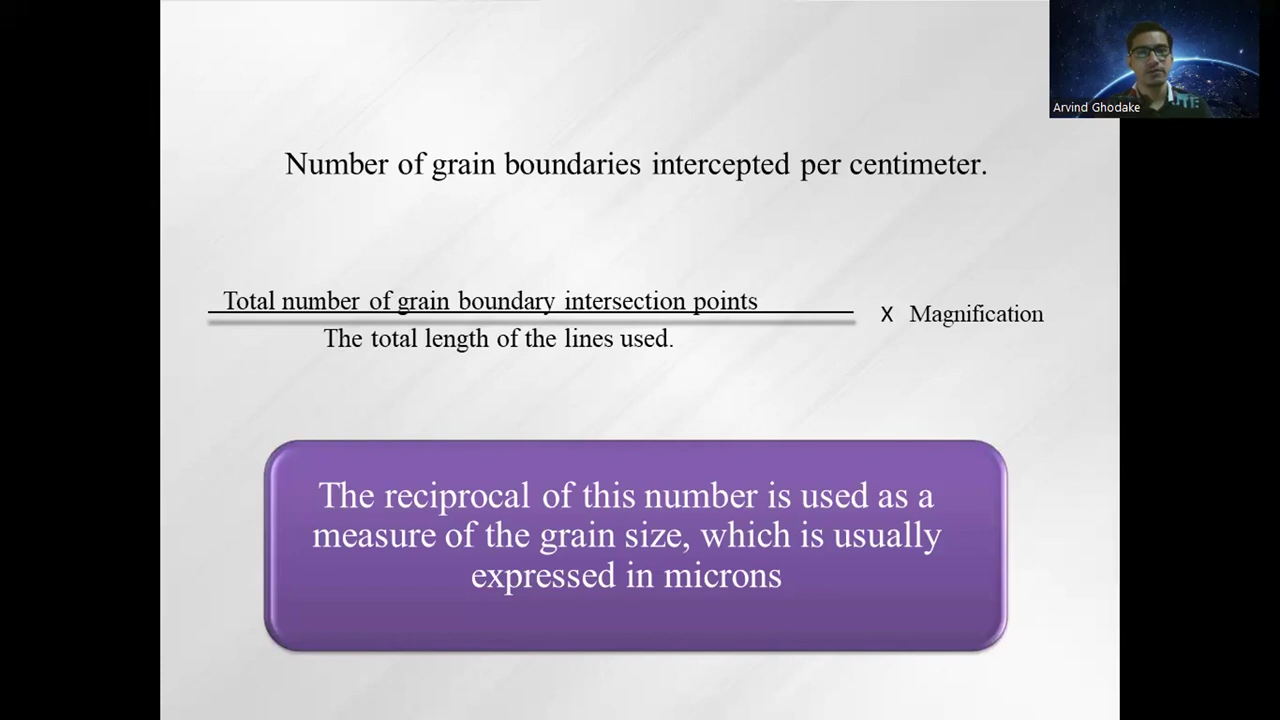 Arvind Ghodake
Number of grain boundaries intercepted per centimeter.
Total number of grain boundary intersection points
The total length of the lines used.
X Magnification
The reciprocal of this number is used as a
measure of the grain size, which is usually
expressed in microns